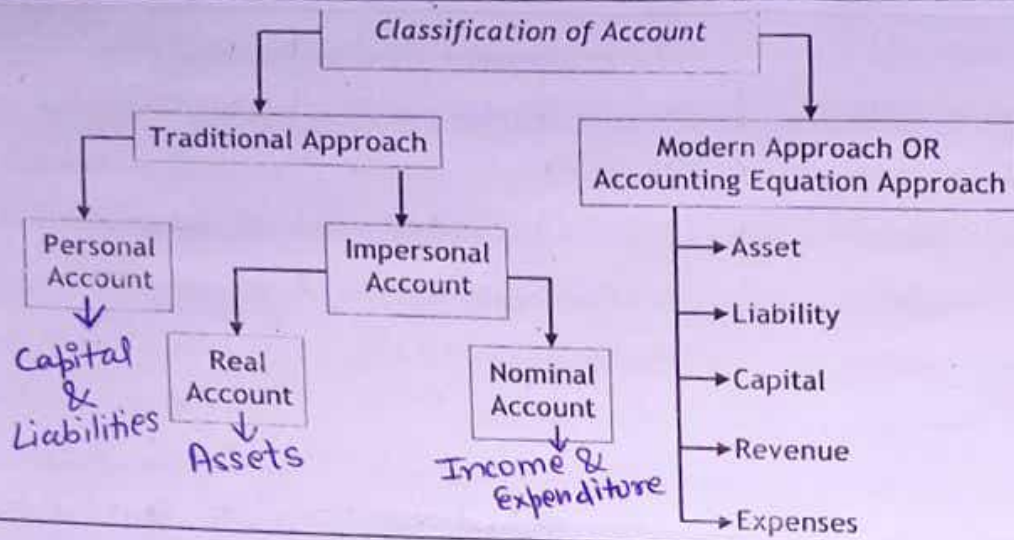 Classification of Account
Traditional Approach
Modern Approach OR
Accounting Equation Approach
Personal
Account
Impersonal
Account
Asset
Liability
Capital
&
Liabilities
Real
Account
Assets
Nominal
Account
Income &
Expenditure
Capital
Revenue
Expenses